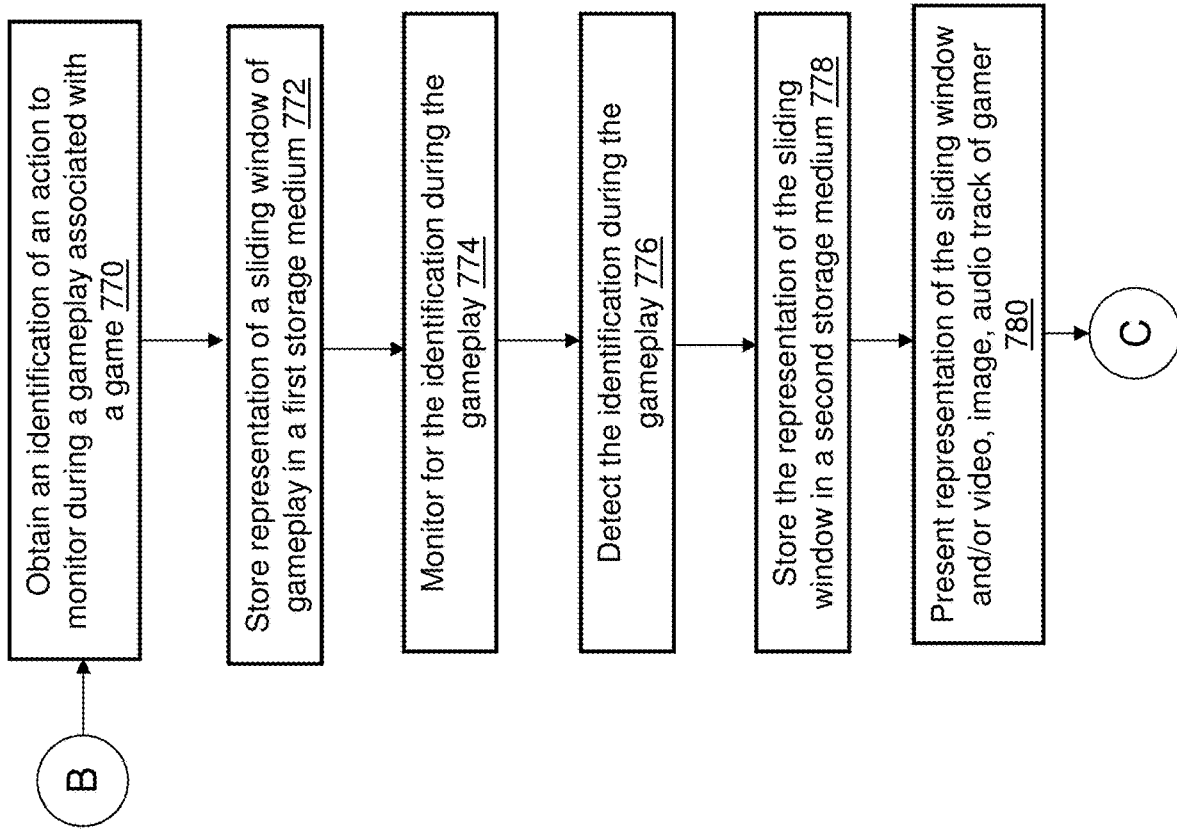 B
Obtain an identification of an action to
monitor during a gameplay associated with
a game 770
Store representation of a sliding window of
gameplay in a first storage medium 772
Monitor for the identification during the
gameplay 774
Detect the identification during the
gameplay 776
Store the representation of the sliding
window in a second storage medium 778
Present representation of the sliding window
and/or video, image, audio track of gamer
780
C